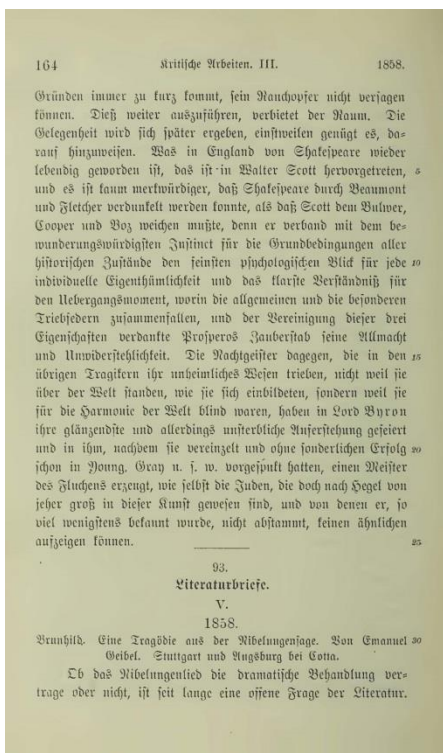 164 Kritische Arbeiten. III. 1858.
Gründen immer zu kurz kommt, sein Rauchopfer nicht versagen
können. Dieß weiter auszuführen, verbietet der Raum. Die
Gelegenheit wird sich später ergeben, einstweilen genügt es, da-
rauf hinzuweisen. Was in England von Shakespeare wieder
lebendig geworden ist, das ist in Walter Scott hervorgetreten, 5
und es ist kaum merkwürdiger, daß Shakespeare durch Beaumont
und Fletcher verdunkelt werden konnte, als daß Scott dem Bulwer,
Cooper und Boz weichen mußte, denn er verband mit dem be-
wunderungswürdigsten Instinct für die Grundbedingungen aller
historischen Zustände den feinsten psychologischen Blick für jede 10
individuelle Eigenthümlichkeit und das klarste Verständniß für
den Uebergangsmoment, worin die allgemeinen und die besonderen
Triebfedern zusammenfallen, und der Vereinigung dieser drei
Eigenschaften verdankte Prosperos Zauberstab seine Allmacht
und Unwiderstehlichkeit. Die Nachtgeister dagegen, die in den 15
übrigen Tragikern ihr unheimliches Wesen trieben, nicht weil sie
über der Welt standen, wie sie sich einbildeten, sondern weil sie
für die Harmonie der Welt blind waren, haben in Lord Byron
ihre glänzendste und allerdings unsterbliche Auferstehung gefeiert
und in ihm, nachdem sie vereinzelt und ohne sonderlichen Erfolg 20
schon in Young, Gray u. s. w. vorgespukt hatten, einen Meister
des Fluchens erzeugt, wie selbst die Juden, die doch nach Hegel von
jeher groß in dieser Kunst gewesen sind, und von denen er, so
viel wenigstens bekannt wurde, nicht abstammt, keinen ähnlichen
aufzeigen können. 25
93.
Literaturbriefe.
V.
1858.
Brunhild. Eine Tragödie aus der Nibelungensage. Von Emanuel 30
Geibel. Stuttgart und Augsburg bei Cotta.
Ob das Nibelungenlied die dramatische Behandlung ver-
trage oder nicht, ist seit lange eine offene Frage der Literatur.